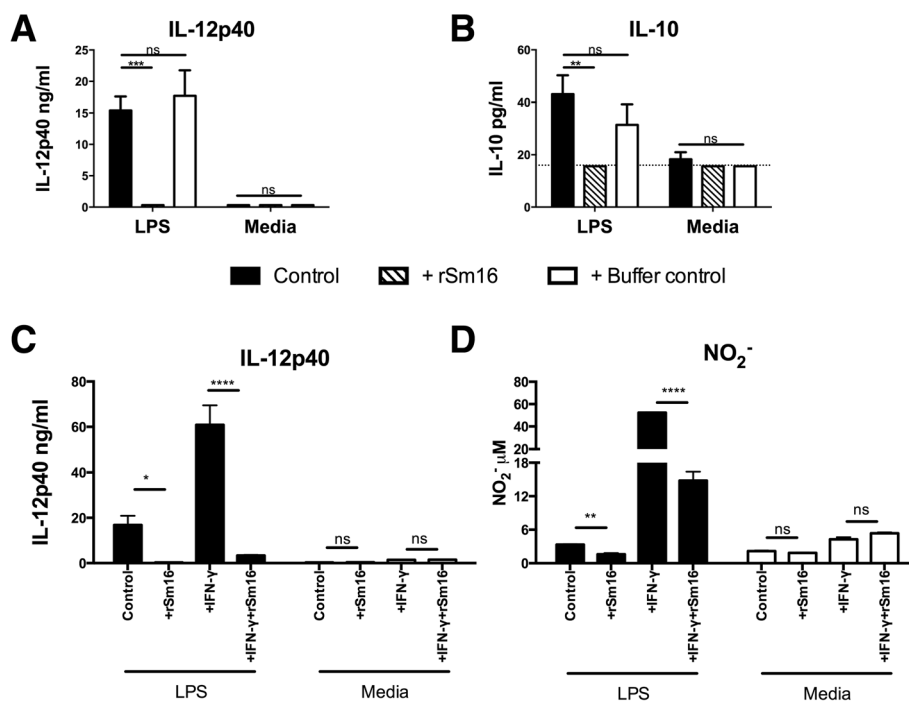 A
IL-12p40
IL-12p40 ng/ml
25
20
15
10
5
0
ns
***
ns
LPS
Media
B
IL-10
IL-10 pg/ml
60
40
20
0
ns
**
ns
LPS
Media
Control
+ rSm16
+ Buffer control
C
IL-12p40
IL-12p40 ng/ml
80
60
40
20
0
*
****
ns
ns
Control
+rSm16
+IFN-γ
+IFN-γ+rSm16
Control
+rSm16
+IFN-γ
+IFN-γ+rSm16
LPS
Media
D
NO₂⁻
NO₂⁻ μM
80
60
50
40
20
18
12
6
0
**
****
ns
ns
Control
+rSm16
+IFN-γ
+IFN-γ+rSm16
Control
+rSm16
+IFN-γ
+IFN-γ+rSm16
LPS
Media